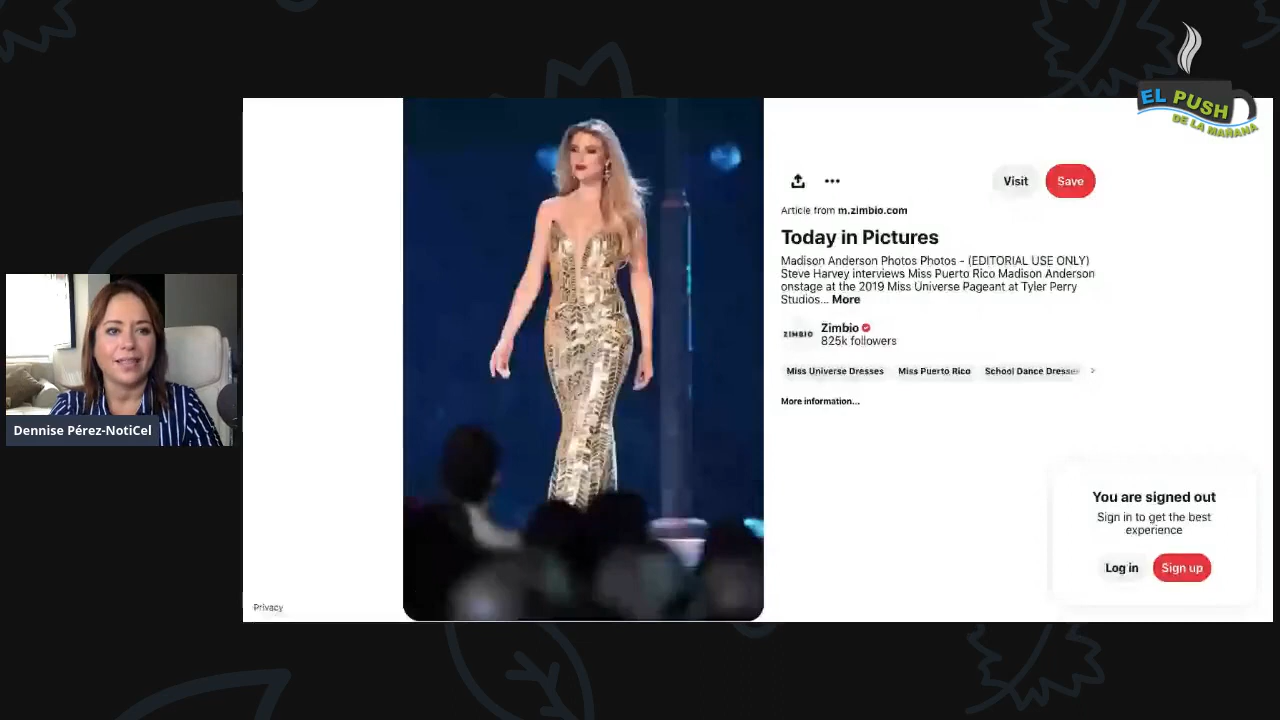 EL PUSH
DE LA MAÑANA
Visit
Save
Article from m.zimbio.com
Today in Pictures
Madison Anderson Photos Photos - (EDITORIAL USE ONLY)
Steve Harvey interviews Miss Puerto Rico Madison Anderson
onstage at the 2019 Miss Universe Pageant at Tyler Perry
Studios... More
ZIMBIO
Zimbio
825k followers
Miss Universe Dresses
Miss Puerto Rico
School Dance Dresses
More information...
Dennise Pérez-NotiCel
You are signed out
Sign in to get the best
experience
Log in
Sign up
Privacy